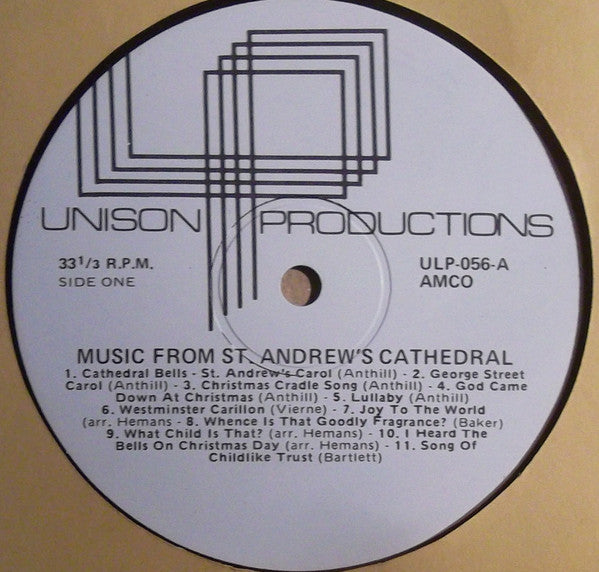 UNISON PRODUCTIONS
33 1/3 R.P.M.
SIDE ONE
ULP-056-A
AMCO
MUSIC FROM ST. ANDREW'S CATHEDRAL
1. Cathedral Bells - St. Andrew's Carol (Anthill) - 2. George Street
Carol (Anthill) - 3. Christmas Cradle Song (Anthill) - 4. God Came
Down At Christmas (Anthill) - 5. Lullaby (Anthill)
6. Westminster Carillon (Vierne) - 7. Joy To The World
(arr. Hemans - 8. Whence Is That Goodly Fragrance? (Baker)
9. What Child Is That? (arr. Hemans) - 10. I Heard The
Bells On Christmas Day (arr. Hemans) - 11. Song Of
Childlike Trust (Bartlett)